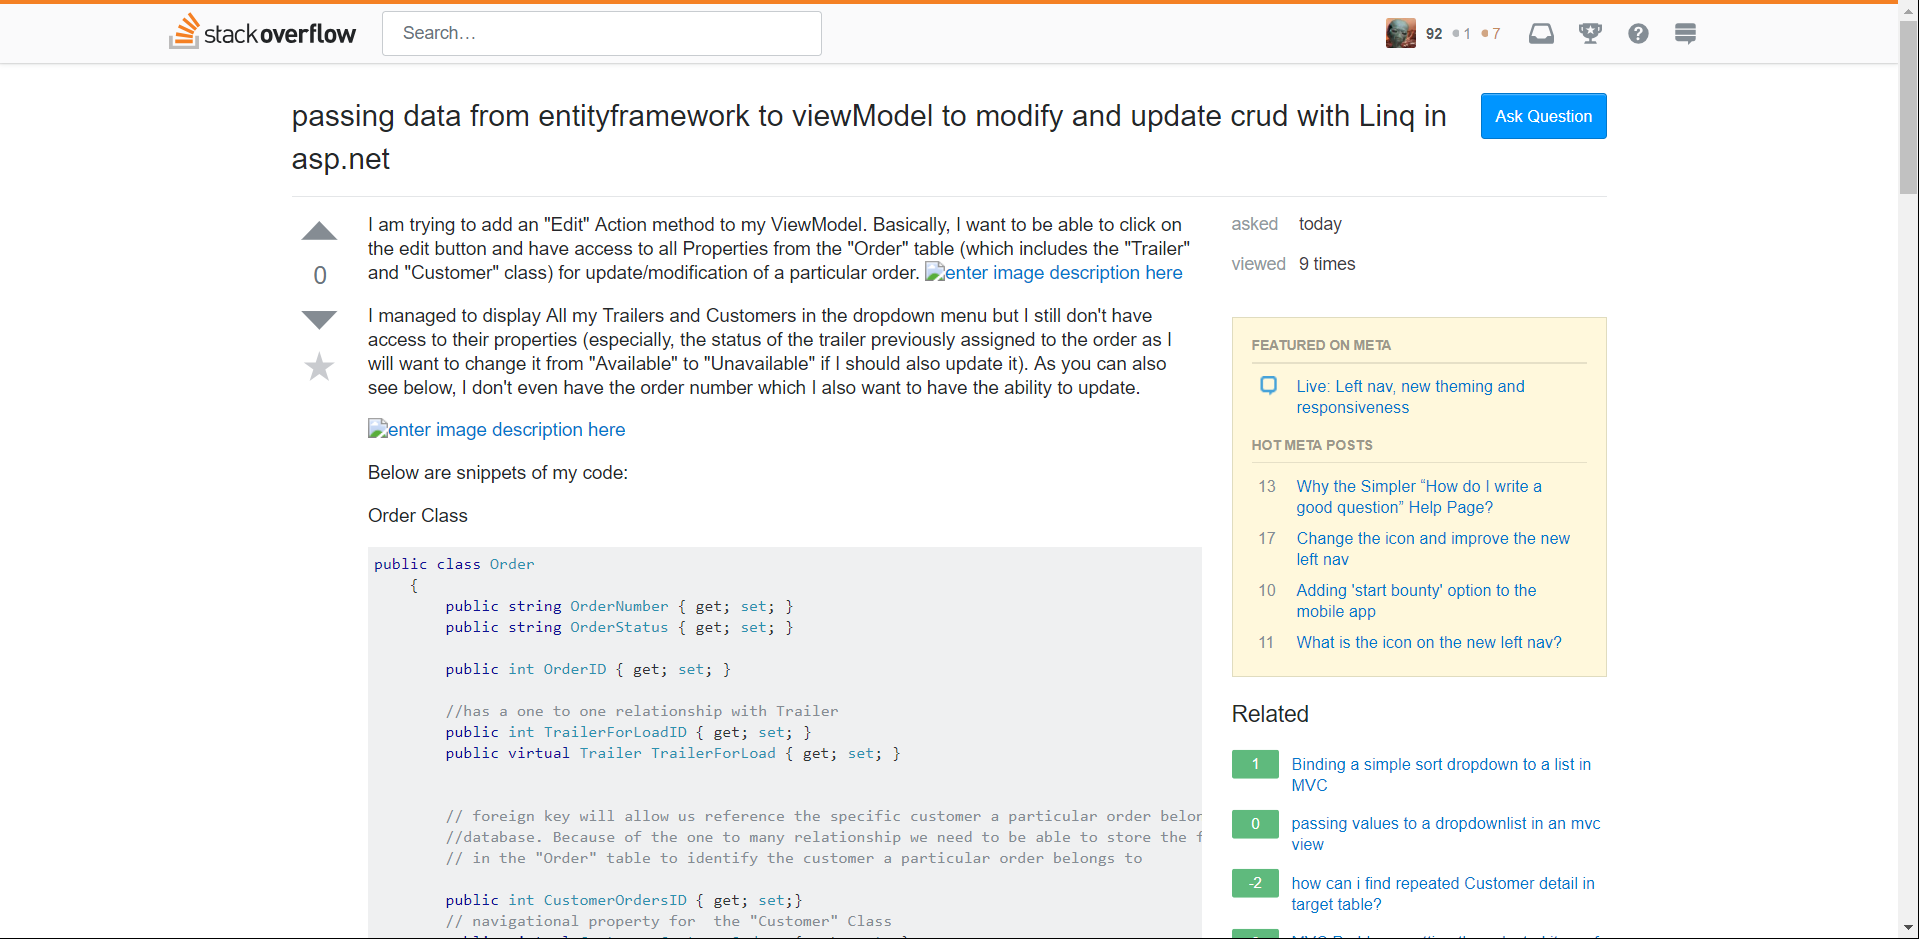 stackoverflow
Search…
92 1 7
passing data from entityframework to viewModel to modify and update crud with Linq in
asp.net
Ask Question
0
I am trying to add an "Edit" Action method to my ViewModel. Basically, I want to be able to click on
the edit button and have access to all Properties from the "Order" table (which includes the "Trailer"
and "Customer" class) for update/modification of a particular order. enter image description here
I managed to display All my Trailers and Customers in the dropdown menu but I still don't have
access to their properties (especially, the status of the trailer previously assigned to the order as I
will want to change it from "Available" to "Unavailable" if I should also update it). As you can also
see below, I don't even have the order number which I also want to have the ability to update.
enter image description here
Below are snippets of my code:
Order Class
public class Order
{
public string OrderNumber { get; set; }
public string OrderStatus { get; set; }
public int OrderID { get; set; }
//has a one to one relationship with Trailer
public int TrailerForLoadID { get; set; }
public virtual Trailer TrailerForLoad { get; set; }
// foreign key will allow us reference the specific customer a particular order belon
//database. Because of the one to many relationship we need to be able to store the f
// in the "Order" table to identify the customer a particular order belongs to
public int CustomerOrdersID { get; set;}
// navigational property for  the "Customer" Class
asked today
viewed 9 times
FEATURED ON META
Live: Left nav, new theming and
responsiveness
HOT META POSTS
13 Why the Simpler “How do I write a
good question” Help Page?
17 Change the icon and improve the new
left nav
10 Adding 'start bounty' option to the
mobile app
11 What is the icon on the new left nav?
Related
1 Binding a simple sort dropdown to a list in
MVC
0 passing values to a dropdownlist in an mvc
view
-2 how can i find repeated Customer detail in
target table?